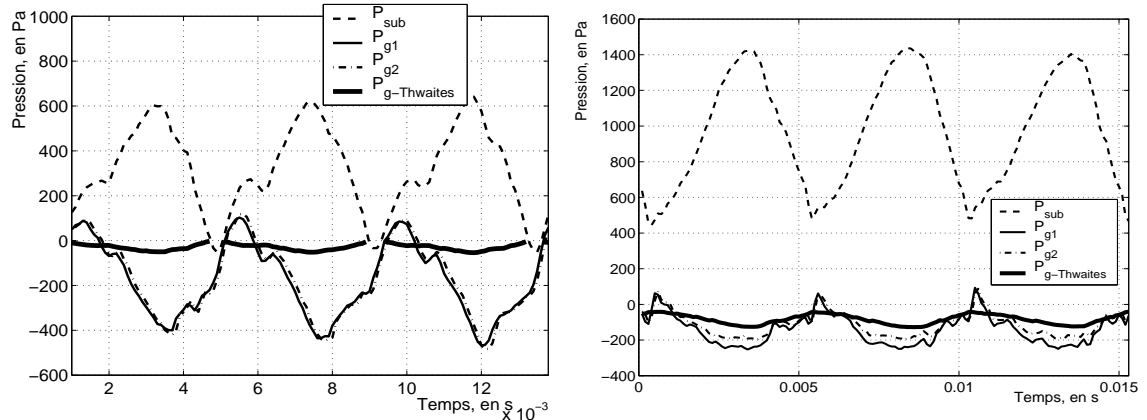 Pression, en Pa
1000
800
600
400
200
0
−200
−400
−600
2
4
6
8
10
12
Temps, en s
x 10⁻³
P_sub
P_g1
P_g2
P_g−Thwaites
Pression, en Pa
1600
1400
1200
1000
800
600
400
200
0
−200
−400
0
0.005
0.01
0.015
Temps, en s
P_sub
P_g1
P_g2
P_g−Thwaites